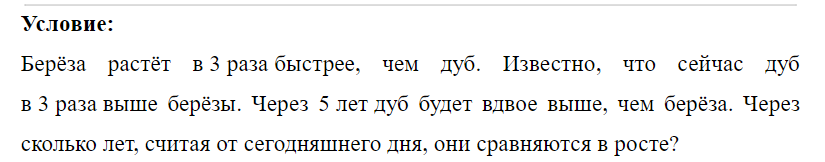 Условие:
Берёза растёт в 3 раза быстрее, чем дуб. Известно, что сейчас дуб
в 3 раза выше берёзы. Через 5 лет дуб будет вдвое выше, чем берёза. Через
сколько лет, считая от сегодняшнего дня, они сравняются в росте?